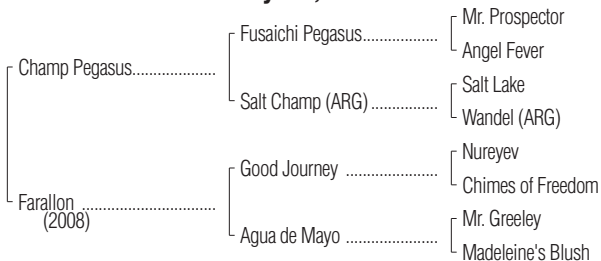 Mr. Prospector
Fusaichi Pegasus..................
Angel Fever
Champ Pegasus.....................
Salt Lake
Salt Champ (ARG) ................
Wandel (ARG)
Nureyev
Good Journey ......................
Chimes of Freedom
Farallon .................................
(2008)
Mr. Greeley
Agua de Mayo ......................
Madeleine's Blush